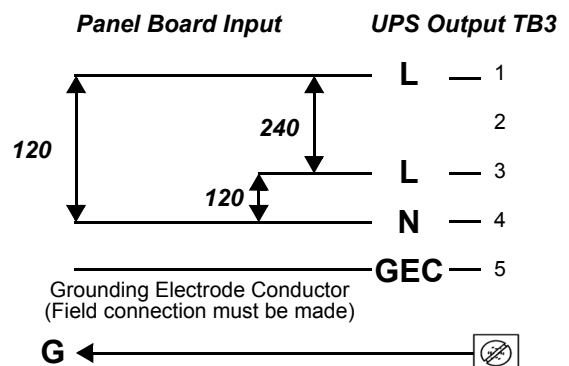 Panel Board Input UPS Output TB3
L 1
240 2
120
L 3
120
N 4
GEC 5
Grounding Electrode Conductor
(Field connection must be made)
G